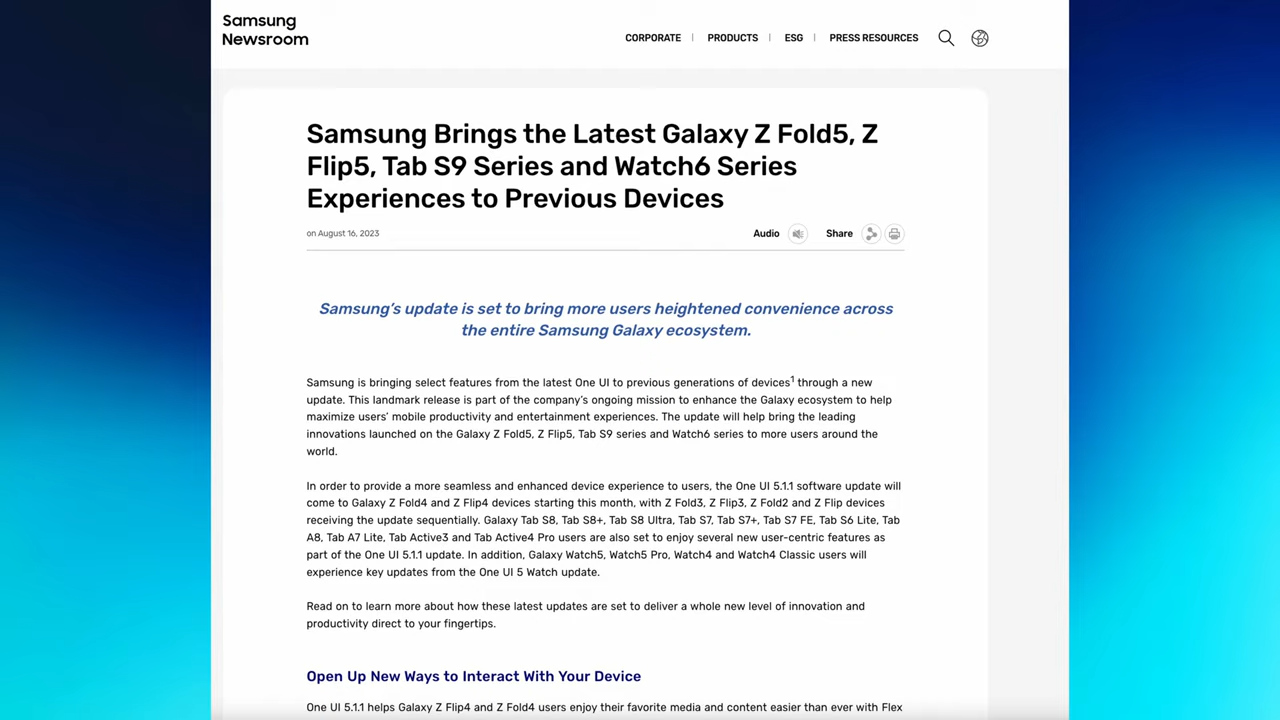 Samsung
Newsroom
CORPORATE | PRODUCTS | ESG | PRESS RESOURCES
Samsung Brings the Latest Galaxy Z Fold5, Z
Flip5, Tab S9 Series and Watch6 Series
Experiences to Previous Devices
on August 16, 2023
Audio Share
Samsung’s update is set to bring more users heightened convenience across
the entire Samsung Galaxy ecosystem.
Samsung is bringing select features from the latest One UI to previous generations of devices1 through a new
update. This landmark release is part of the company’s ongoing mission to enhance the Galaxy ecosystem to help
maximize users’ mobile productivity and entertainment experiences. The update will help bring the leading
innovations launched on the Galaxy Z Fold5, Z Flip5, Tab S9 series and Watch6 series to more users around the
world.
In order to provide a more seamless and enhanced device experience to users, the One UI 5.1.1 software update will
come to Galaxy Z Fold4 and Z Flip4 devices starting this month, with Z Fold3, Z Flip3, Z Fold2 and Z Flip devices
receiving the update sequentially. Galaxy Tab S8, Tab S8+, Tab S8 Ultra, Tab S7, Tab S7+, Tab S7 FE, Tab S6 Lite, Tab
A8, Tab A7 Lite, Tab Active3 and Tab Active4 Pro users are also set to enjoy several new user-centric features as
part of the One UI 5.1.1 update. In addition, Galaxy Watch5, Watch5 Pro, Watch4 and Watch4 Classic users will
experience key updates from the One UI 5 Watch update.
Read on to learn more about how these latest updates are set to deliver a whole new level of innovation and
productivity direct to your fingertips.
Open Up New Ways to Interact With Your Device
One UI 5.1.1 helps Galaxy Z Flip4 and Z Fold4 users enjoy their favorite media and content easier than ever with Flex